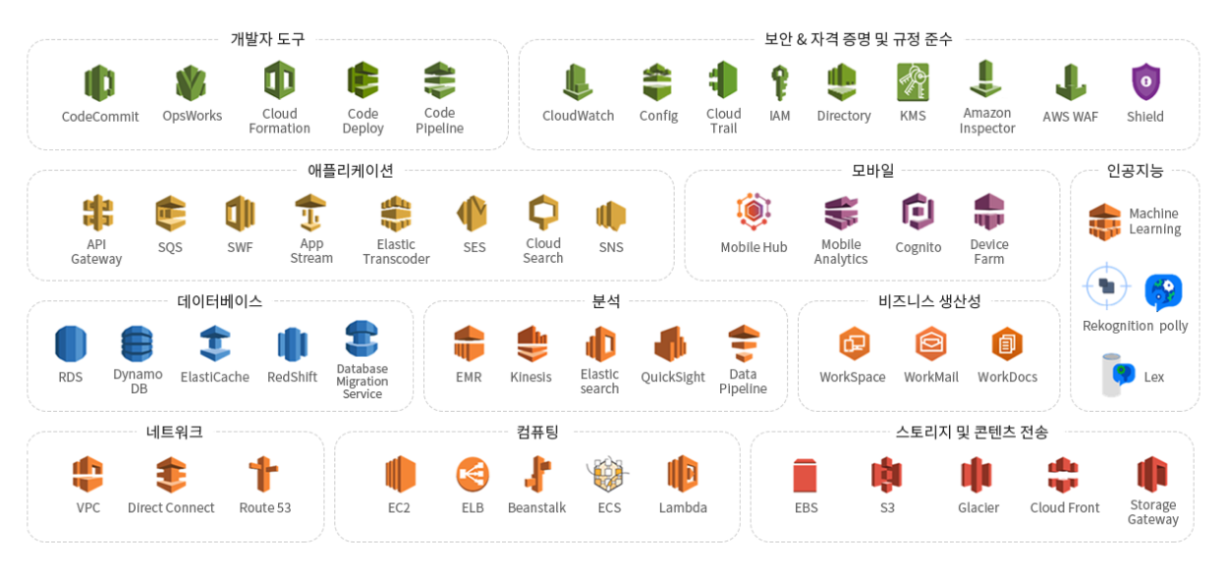 개발자 도구
CodeCommit
OpsWorks
Cloud
Formation
Code
Deploy
Code
Pipeline
보안 & 자격 증명 및 규정 준수
CloudWatch
Config
Cloud
Trail
IAM
Directory
KMS
Amazon
Inspector
AWS WAF
Shield
애플리케이션
API
Gateway
SQS
SWF
App
Stream
Elastic
Transcoder
SES
Cloud
Search
SNS
모바일
Mobile Hub
Mobile
Analytics
Cognito
Device
Farm
인공지능
Machine
Learning
Rekognition polly
Lex
데이터베이스
RDS
Dynamo
DB
ElastiCache
RedShift
Database
Migration
Service
분석
EMR
Kinesis
Elastic
search
QuickSight
Data
Pipeline
비즈니스 생산성
WorkSpace
WorkMail
WorkDocs
네트워크
VPC
Direct Connect
Route 53
컴퓨팅
EC2
ELB
Beanstalk
ECS
Lambda
스토리지 및 콘텐츠 전송
EBS
S3
Glacier
Cloud Front
Storage
Gateway